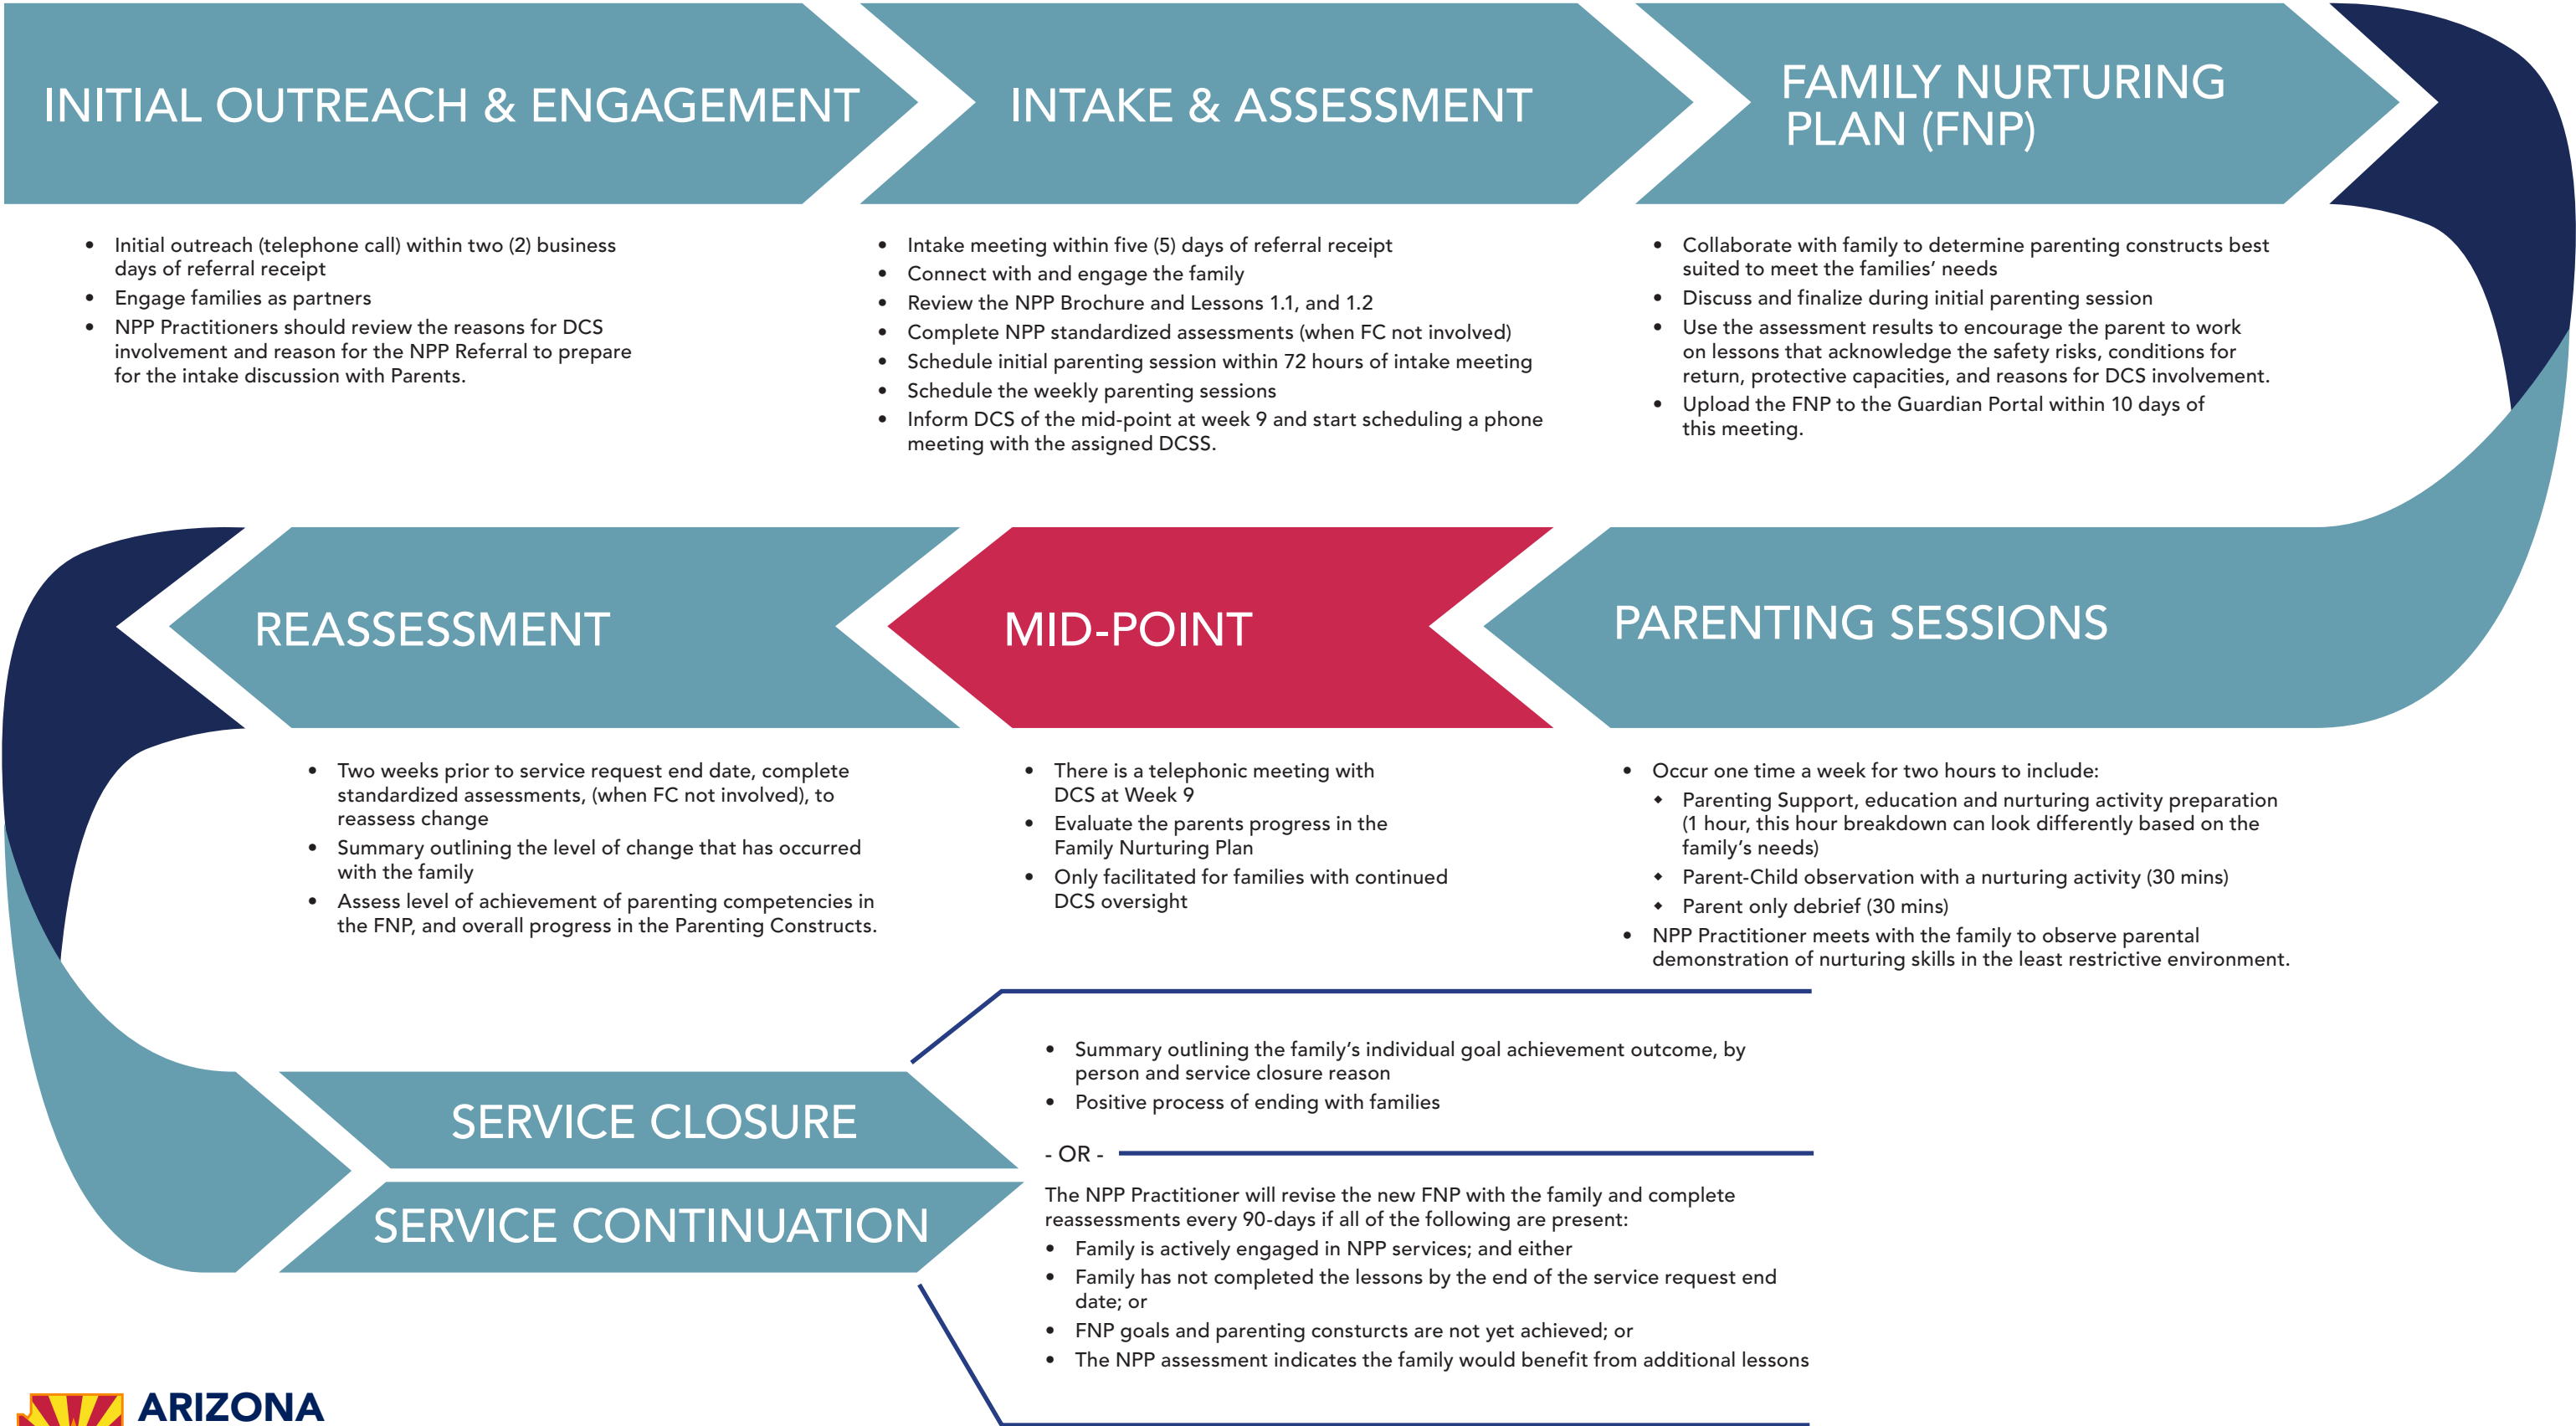 INITIAL OUTREACH & ENGAGEMENT
• Initial outreach (telephone call) within two (2) business
days of referral receipt
• Engage families as partners
• NPP Practitioners should review the reasons for DCS
involvement and reason for the NPP Referral to prepare
for the intake discussion with Parents.
INTAKE & ASSESSMENT
• Intake meeting within five (5) days of referral receipt
• Connect with and engage the family
• Review the NPP Brochure and Lessons 1.1, and 1.2
• Complete NPP standardized assessments (when FC not involved)
• Schedule initial parenting session within 72 hours of intake meeting
• Schedule the weekly parenting sessions
• Inform DCS of the mid-point at week 9 and start scheduling a phone
meeting with the assigned DCSS.
FAMILY NURTURING
PLAN (FNP)
• Collaborate with family to determine parenting constructs best
suited to meet the families’ needs
• Discuss and finalize during initial parenting session
• Use the assessment results to encourage the parent to work
on lessons that acknowledge the safety risks, conditions for
return, protective capacities, and reasons for DCS involvement.
• Upload the FNP to the Guardian Portal within 10 days of
this meeting.
PARENTING SESSIONS
• Occur one time a week for two hours to include:
◆ Parenting Support, education and nurturing activity preparation
(1 hour, this hour breakdown can look differently based on the
family’s needs)
◆ Parent-Child observation with a nurturing activity (30 mins)
◆ Parent only debrief (30 mins)
• NPP Practitioner meets with the family to observe parental
demonstration of nurturing skills in the least restrictive environment.
MID-POINT
• There is a telephonic meeting with
DCS at Week 9
• Evaluate the parents progress in the
Family Nurturing Plan
• Only facilitated for families with continued
DCS oversight
REASSESSMENT
• Two weeks prior to service request end date, complete
standardized assessments, (when FC not involved), to
reassess change
• Summary outlining the level of change that has occurred
with the family
• Assess level of achievement of parenting competencies in
the FNP, and overall progress in the Parenting Constructs.
SERVICE CLOSURE
• Summary outlining the family’s individual goal achievement outcome, by
person and service closure reason
• Positive process of ending with families
- OR -
SERVICE CONTINUATION
The NPP Practitioner will revise the new FNP with the family and complete
reassessments every 90-days if all of the following are present:
• Family is actively engaged in NPP services; and either
• Family has not completed the lessons by the end of the service request end
date; or
• FNP goals and parenting consturcts are not yet achieved; or
• The NPP assessment indicates the family would benefit from additional lessons
ARIZONA